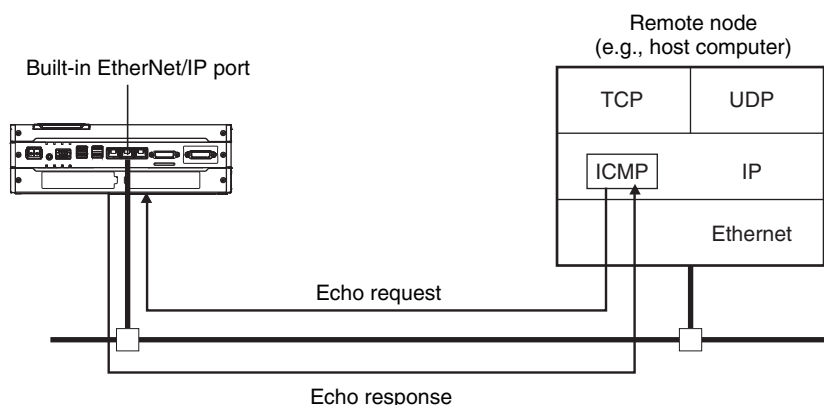 Remote node
(e.g., host computer)
Built-in EtherNet/IP port
TCP
UDP
ICMP
IP
Ethernet
Echo request
Echo response